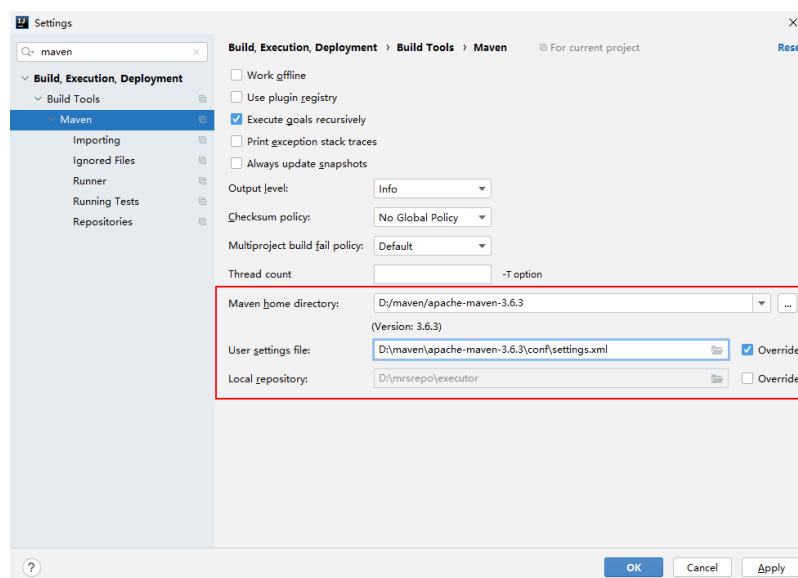 Settings
maven
Build, Execution, Deployment
Build Tools
Maven
Importing
Ignored Files
Runner
Running Tests
Repositories
Build, Execution, Deployment › Build Tools › Maven For current project Rese
Work offline
Use plugin registry
Execute goals recursively
Print exception stack traces
Always update snapshots
Output level: Info
Checksum policy: No Global Policy
Multiproject build fail policy: Default
Thread count -T option
Maven home directory: D:/maven/apache-maven-3.6.3 ...
(Version: 3.6.3)
User settings file: D:\maven\apache-maven-3.6.3\conf\settings.xml Override
Local repository: D:\mrsrepo\executor Override
? OK Cancel Apply